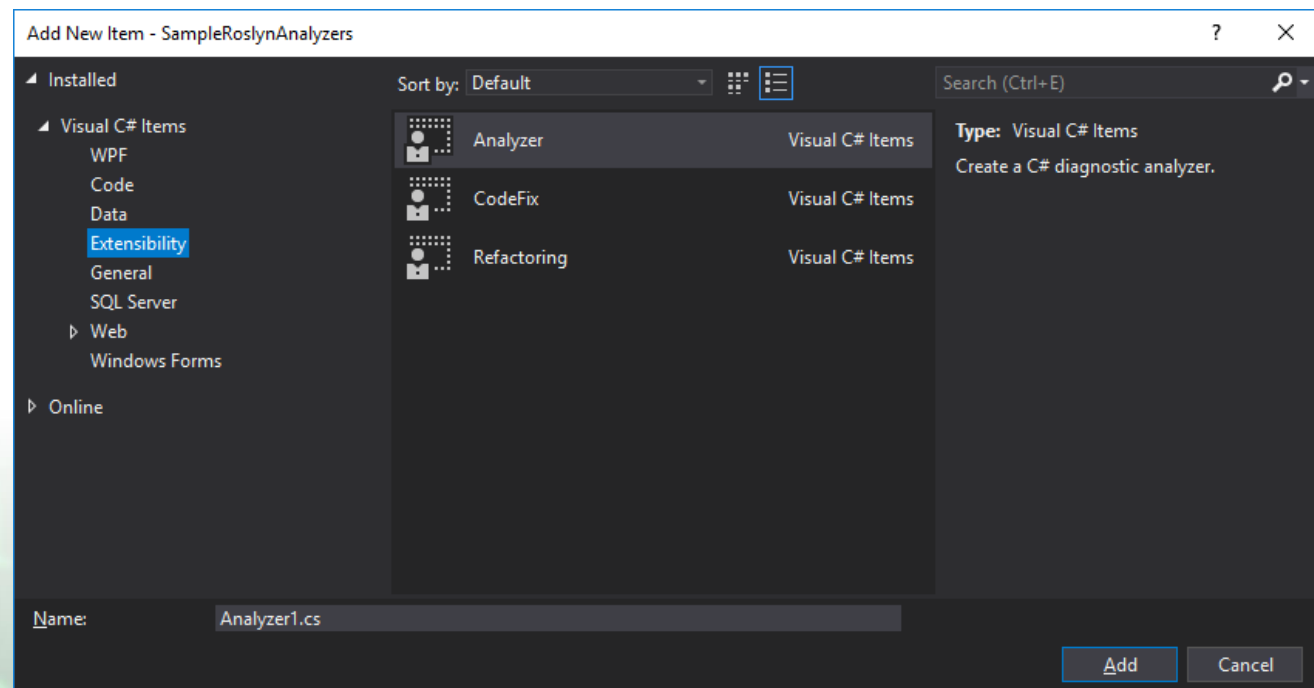 Add New Item - SampleRoslynAnalyzers
?
Installed
Visual C# Items
WPF
Code
Data
Extensibility
General
SQL Server
Web
Windows Forms
Online
Sort by: Default
Analyzer Visual C# Items
CodeFix Visual C# Items
Refactoring Visual C# Items
Search (Ctrl+E)
Type: Visual C# Items
Create a C# diagnostic analyzer.
Name: Analyzer1.cs
Add Cancel